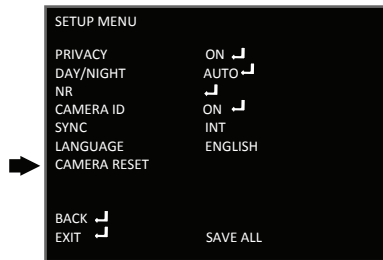 SETUP MENU
PRIVACY ON ↵
DAY/NIGHT AUTO ↵
NR ↵
CAMERA ID ON ↵
SYNC INT
LANGUAGE ENGLISH
CAMERA RESET
BACK ↵
EXIT ↵ SAVE ALL